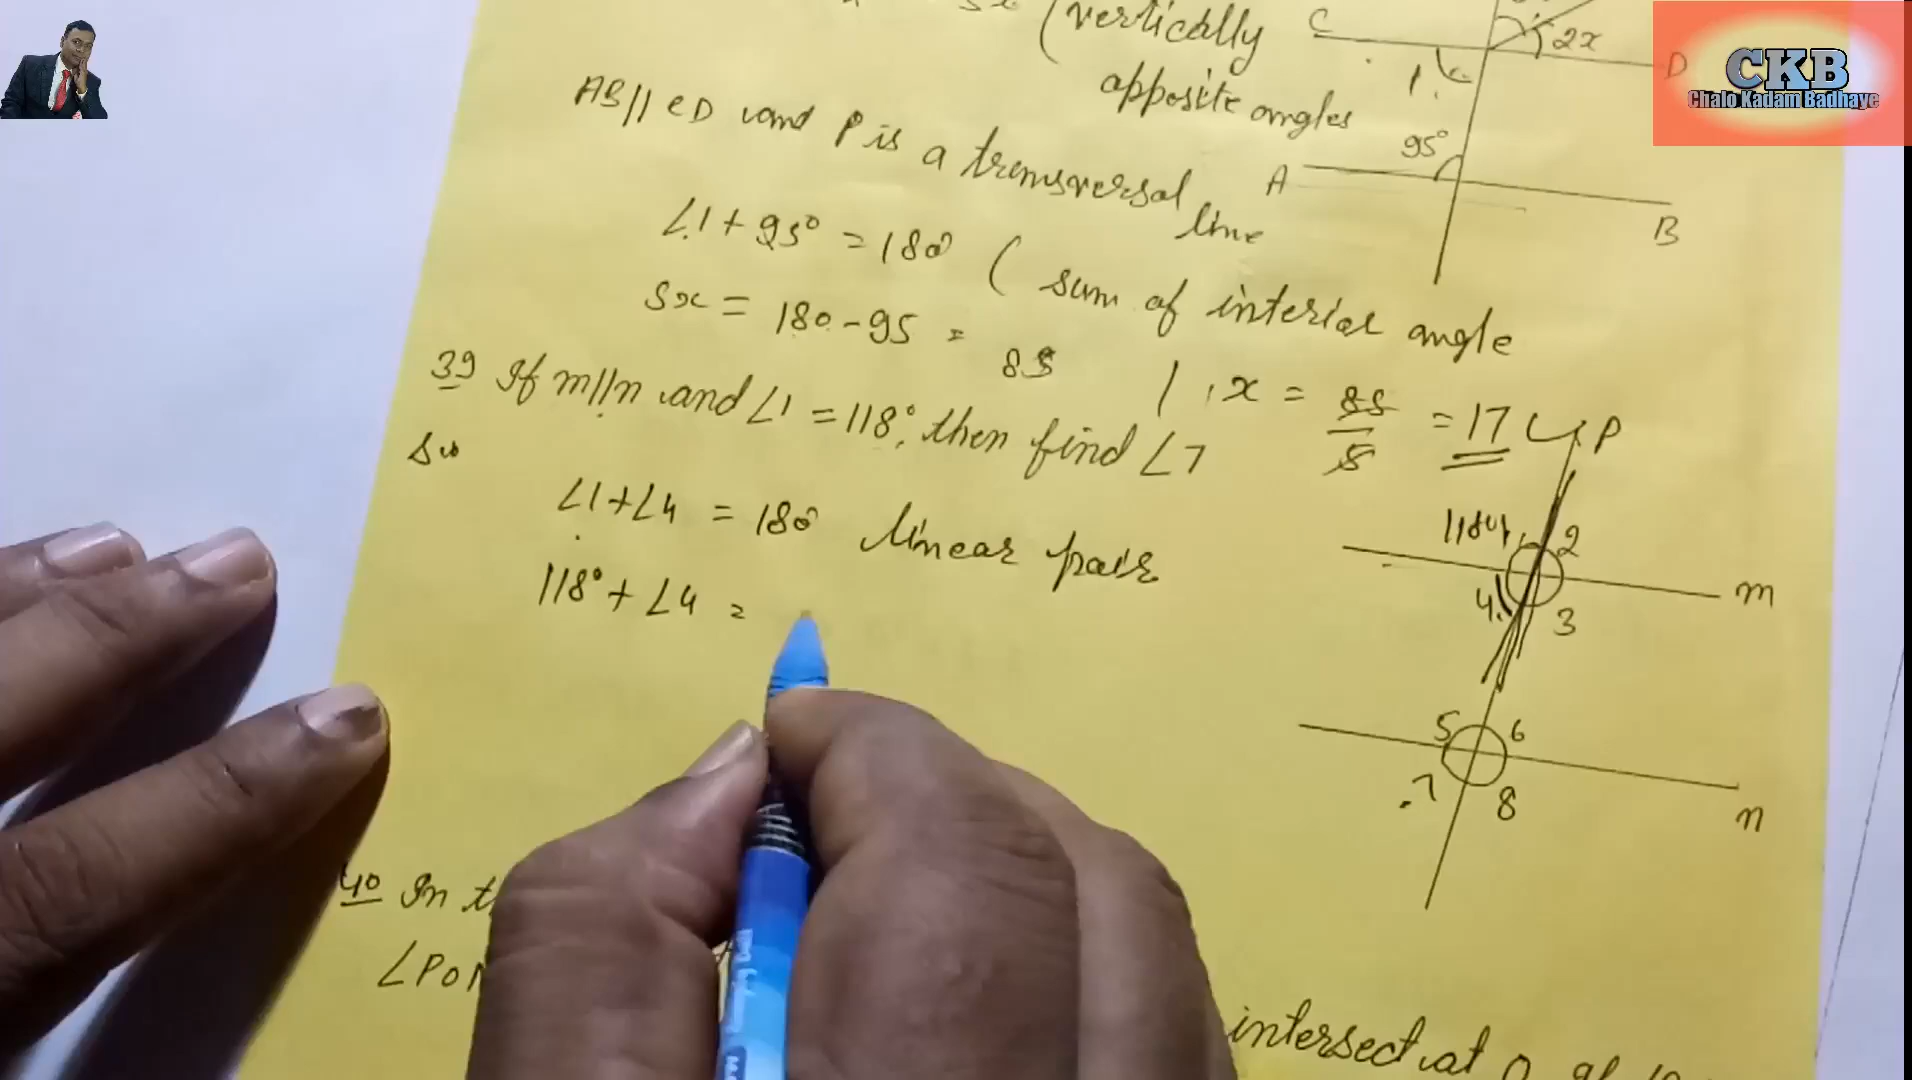 (vertically
opposite angles
C
2x
D
1
95°
A
B
AB//CD and P is a transversal line
∠1+95° = 180° ( sum of interior angle
5x = 180-95 = 85 | x = 85/5 = 17
39 If m//n and ∠1 = 118°, then find ∠7
∠1+∠4 = 180° linear pair
118°+∠4 =
P
118° 1 2
m
4 3
5 6
7 8
n
40 In
∠PO
intersect at O
CKB
Chalo Kadam Badhaye